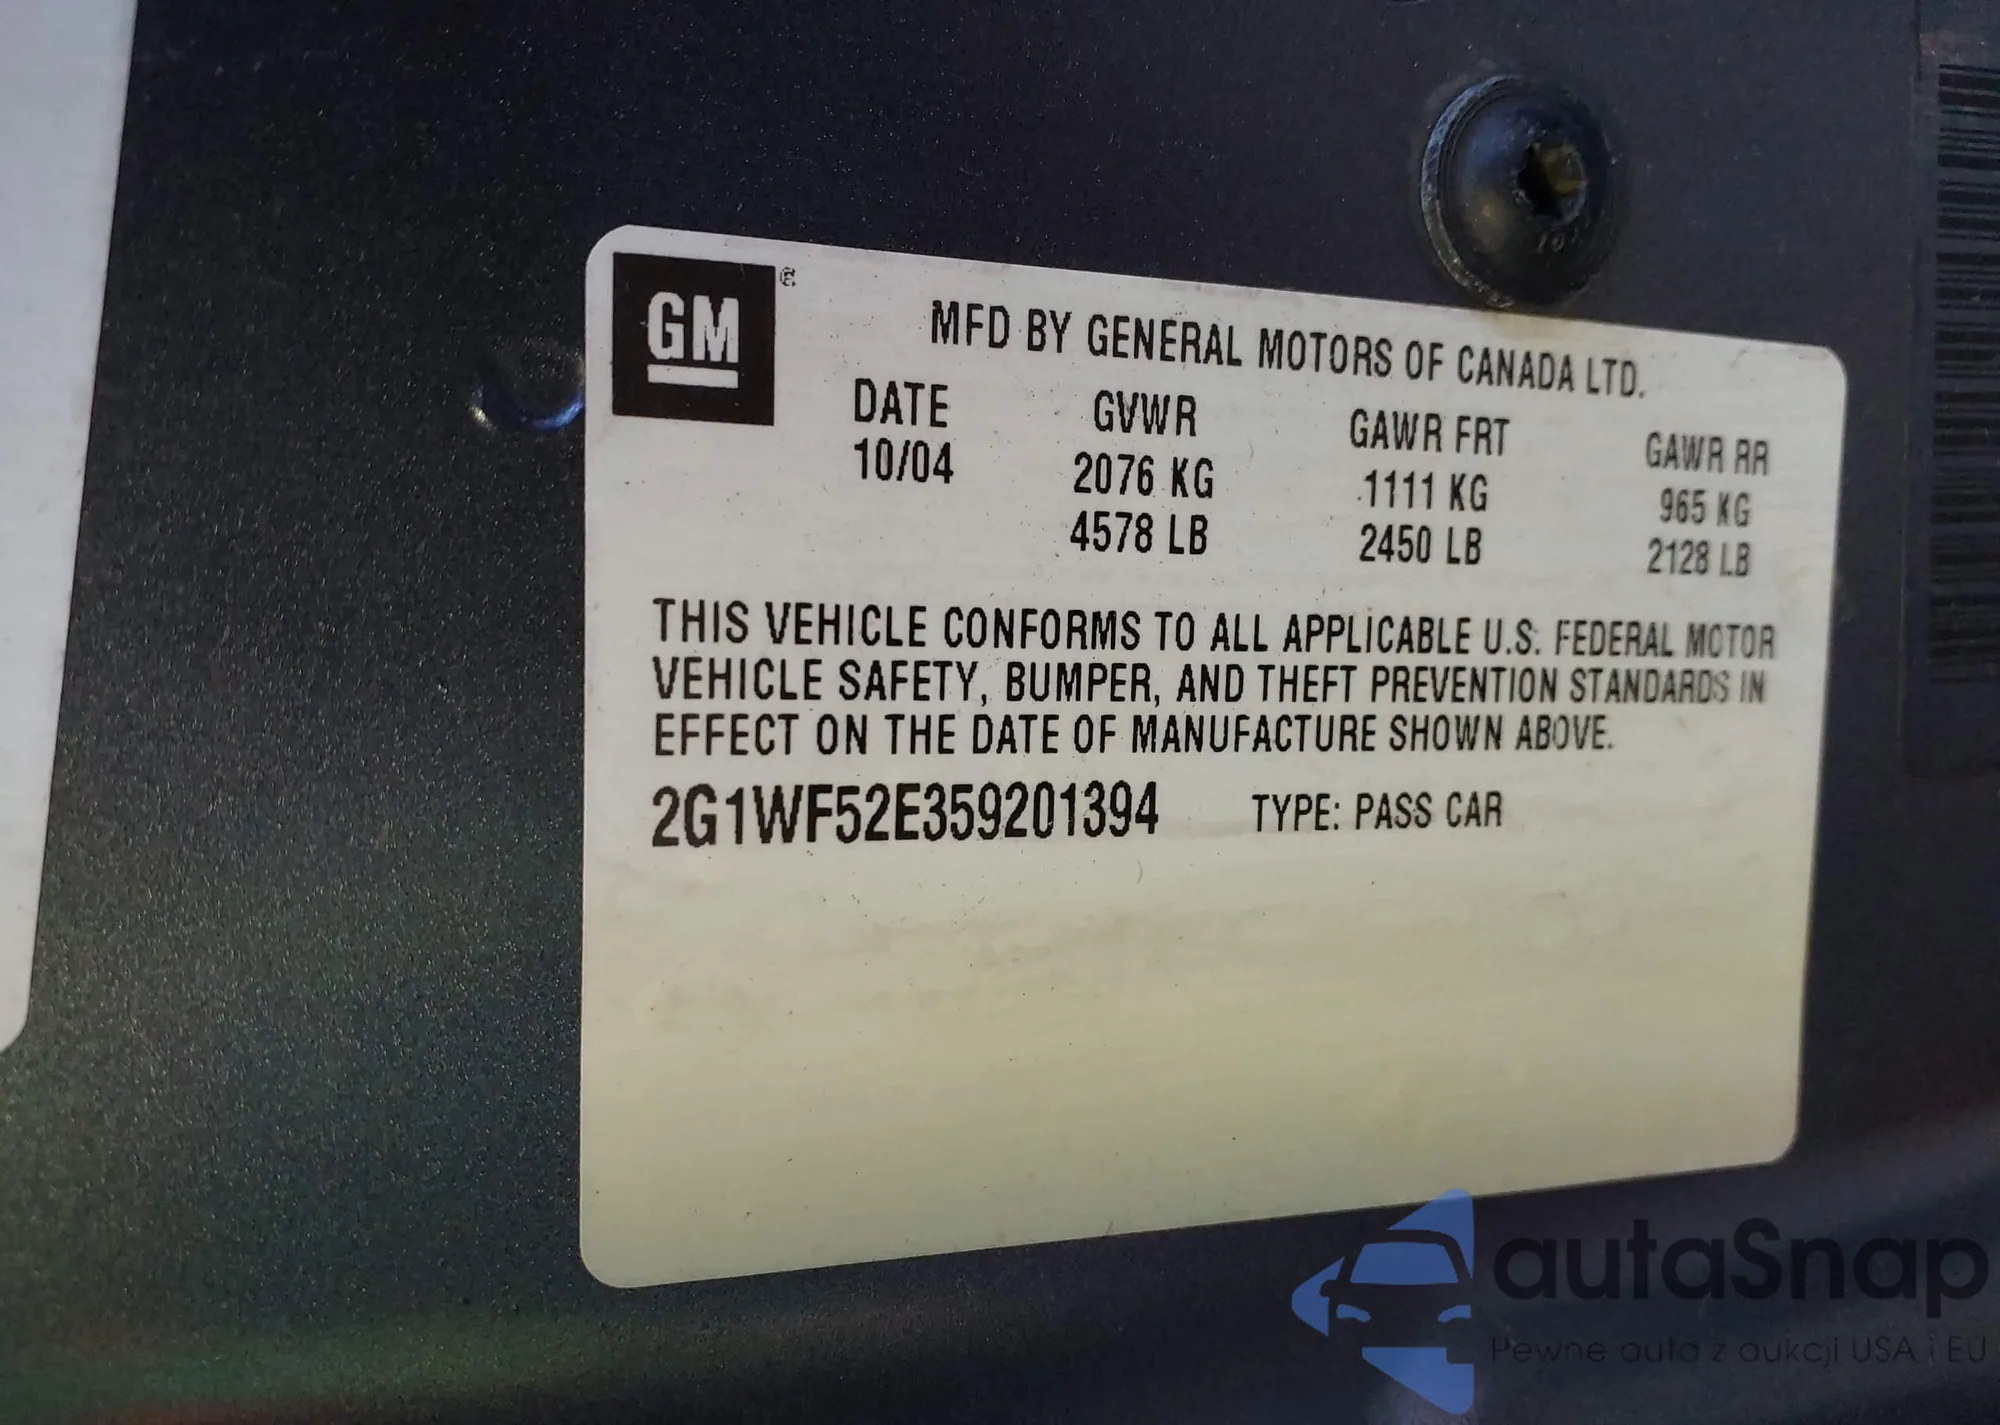 GM
MFD BY GENERAL MOTORS OF CANADA LTD.
DATE GVWR GAWR FRT GAWR RR
10/04 2076 KG 1111 KG 965 KG
4578 LB 2450 LB 2128 LB
THIS VEHICLE CONFORMS TO ALL APPLICABLE U.S. FEDERAL MOTOR
VEHICLE SAFETY, BUMPER, AND THEFT PREVENTION STANDARDS IN
EFFECT ON THE DATE OF MANUFACTURE SHOWN ABOVE.
2G1WF52E359201394 TYPE: PASS CAR
autaSnap
Pewne auta z aukcji USA i EU